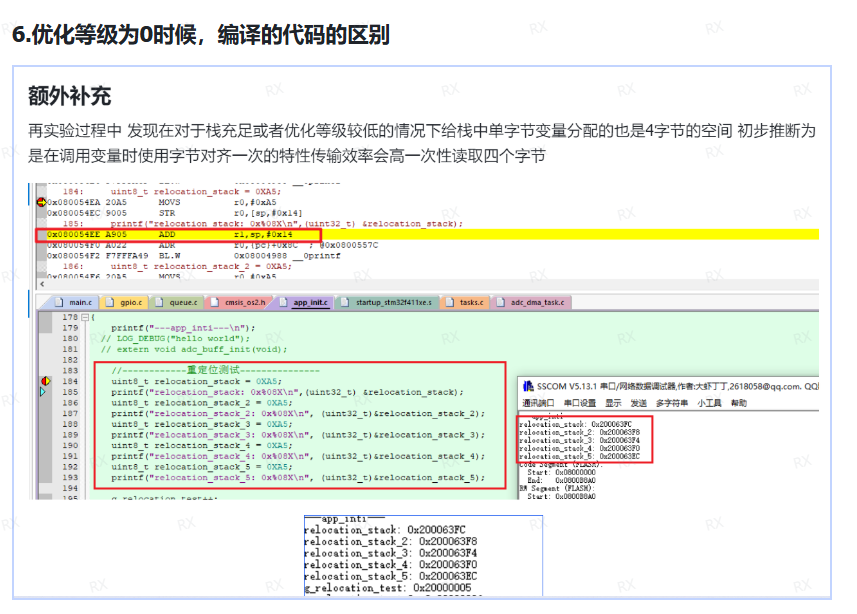 6.优化等级为0时候，编译的代码的区别
额外补充
再实验过程中 发现在对于栈充足或者优化等级较低的情况下给栈中单字节变量分配的也是4字节的空间 初步推断为
是在调用变量时使用字节对齐一次的特性传输效率会高一次性读取四个字节
184: uint8_t relocation_stack = 0XA5;
0x080054EA 20A5 MOVS r0,#0xA5
0x080054EC 9005 STR r0,[sp,#0x14]
185: printf("relocation_stack: 0x%08X\n",(uint32_t) &relocation_stack);
0x080054EE A905 ADD r1,sp,#0x14
0x080054F0 A022 ADR r0,{pc}+0x8C ; @0x0800557C
0x080054F2 F7FFFA49 BL.W 0x08004988 __0printf
186: uint8_t relocation_stack_2 = 0XA5;
0x080054F6 20A5 MOVS r0,#0xA5
main.c gpio.c queue.c cmsis_os2.h app_init.c startup_stm32f411xe.s tasks.c adc_dma_task.c
178 {
179 printf("---app_inti---\n");
180 // LOG_DEBUG("hello world");
181 // extern void adc_buff_init(void);
182
183 //------------重定位测试---------------
184 uint8_t relocation_stack = 0XA5;
185 printf("relocation_stack: 0x%08X\n",(uint32_t) &relocation_stack);
186 uint8_t relocation_stack_2 = 0XA5;
187 printf("relocation_stack_2: 0x%08X\n", (uint32_t)&relocation_stack_2);
188 uint8_t relocation_stack_3 = 0XA5;
189 printf("relocation_stack_3: 0x%08X\n", (uint32_t)&relocation_stack_3);
190 uint8_t relocation_stack_4 = 0XA5;
191 printf("relocation_stack_4: 0x%08X\n", (uint32_t)&relocation_stack_4);
192 uint8_t relocation_stack_5 = 0XA5;
193 printf("relocation_stack_5: 0x%08X\n", (uint32_t)&relocation_stack_5);
194
195 g_relocation_test++;
SSCOM V5.13.1 串口/网络数据调试器,作者:大虾丁丁,2618058@qq.com. QQ
通讯端口 串口设置 显示 发送 多字符串 小工具 帮助
app_inti
relocation_stack: 0x200063FC
relocation_stack_2: 0x200063F8
relocation_stack_3: 0x200063F4
relocation_stack_4: 0x200063F0
relocation_stack_5: 0x200063EC
Code Segment (FLASH):
Start: 0x08000000
End: 0x0800B8A0
RW Segment (FLASH):
Start: 0x0800B8A0
---app_inti---
relocation_stack: 0x200063FC
relocation_stack_2: 0x200063F8
relocation_stack_3: 0x200063F4
relocation_stack_4: 0x200063F0
relocation_stack_5: 0x200063EC
g_relocation_test: 0x20000005